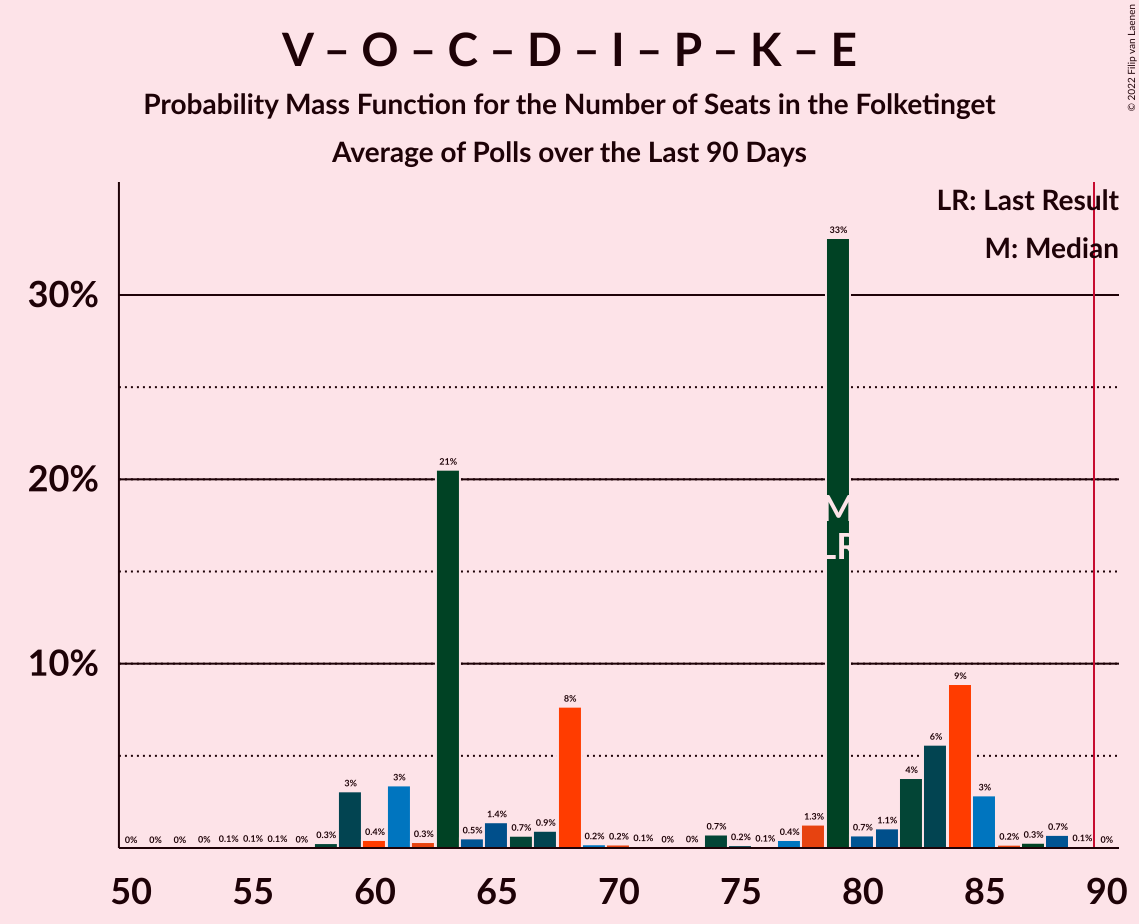 V – O – C – D – I – P – K – E
Probability Mass Function for the Number of Seats in the Folketinget
Average of Polls over the Last 90 Days
© 2022 Filip van Laenen
LR: Last Result
M: Median
30%
20%
10%
0% 0% 0% 0% 0.1% 0.1% 0.1% 0% 0.3% 3% 0.4% 3% 0.3% 21% 0.5% 1.4% 0.7% 0.9% 8% 0.2% 0.2% 0.1% 0% 0% 0.7% 0.2% 0.1% 0.4% 1.3% 33% 0.7% 1.1% 4% 6% 9% 3% 0.2% 0.3% 0.7% 0.1% 0%
M
LR
50 55 60 65 70 75 80 85 90